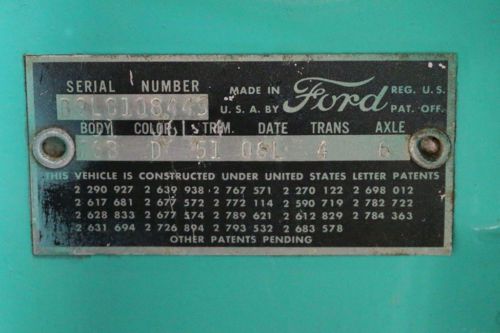 SERIAL NUMBER
MADE IN Ford REG. U.S.
U.S.A. BY PAT. OFF.
BODY COLOR TRIM. DATE TRANS AXLE
51 4 6
THIS VEHICLE IS CONSTRUCTED UNDER UNITED STATES LETTER PATENTS
2 290 927 2 639 938 2 767 571 2 270 122 2 698 012
2 617 681 2 677 572 2 772 114 2 590 719 2 782 722
2 628 833 2 677 574 2 789 621 2 612 829 2 784 363
2 631 694 2 726 894 2 793 532 2 683 578
OTHER PATENTS PENDING